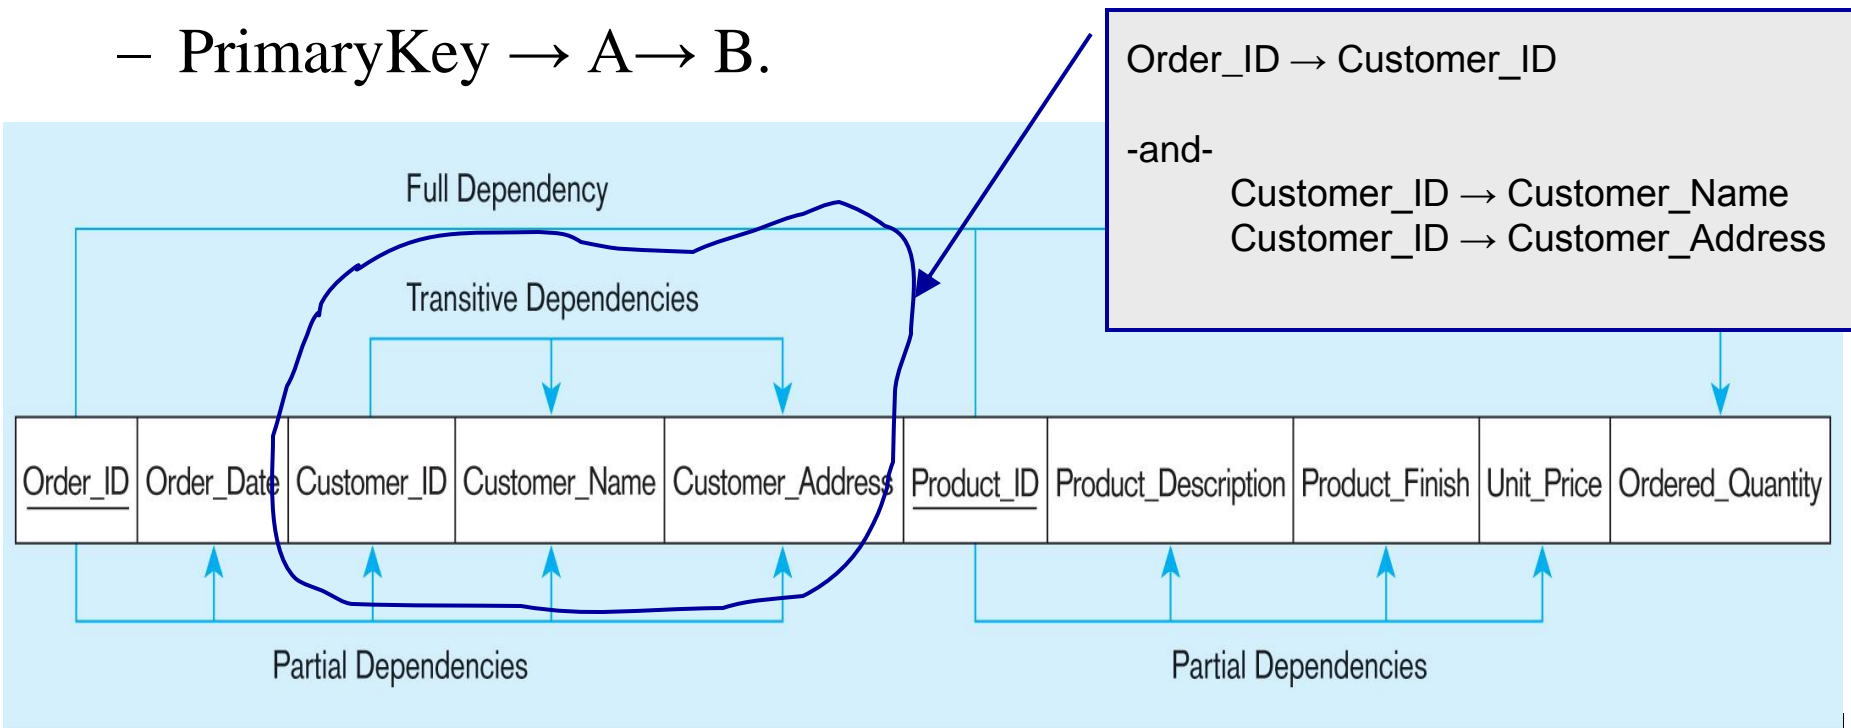 – PrimaryKey → A→ B.
Order_ID → Customer_ID
-and-
Customer_ID → Customer_Name
Customer_ID → Customer_Address
Full Dependency
Transitive Dependencies
Order_ID Order_Date Customer_ID Customer_Name Customer_Address Product_ID Product_Description Product_Finish Unit_Price Ordered_Quantity
Partial Dependencies Partial Dependencies